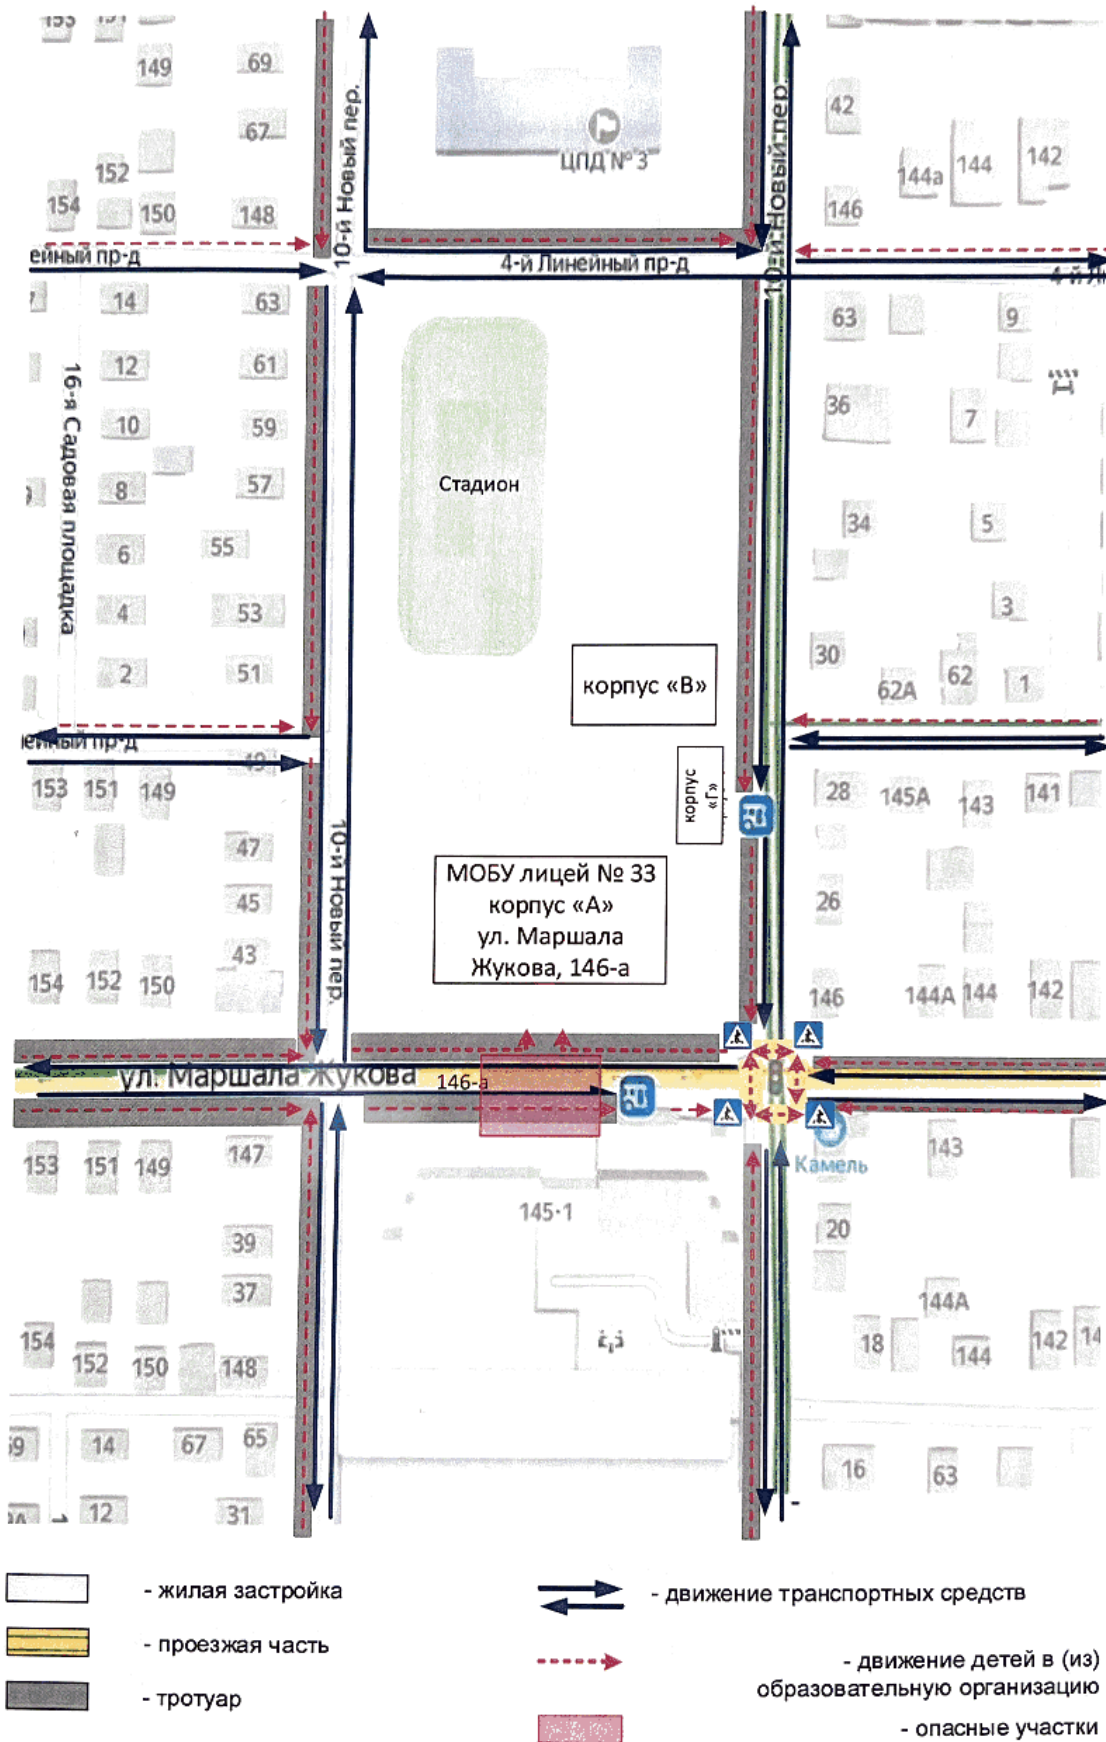 153
151
149
69
67
152
154
150
148
10-й Новый пер.
ЦПД № 3
10-й Новый пер.
42
144а
144
142
146
ейный пр-д
4-й Линейный пр-д
14
63
12
61
10
59
8
57
6
55
4
53
2
51
16-я Садовая площадка
Стадион
63
9
36
7
34
5
3
30
62А
62
1
корпус «В»
корпус
«Г»
ейный пр-д
49
153
151
149
47
45
43
154
152
150
10-й Новый пер.
МОБУ лицей № 33
корпус «А»
ул. Маршала
Жукова, 146-а
28
145А
143
141
26
146
144А
144
142
ул. Маршала Жукова
146-а
153
151
149
147
39
37
154
152
150
148
145·1
Камель
143
20
144А
18
144
142
14
14
67
65
12
31
16
63
- жилая застройка
- проезжая часть
- тротуар
- движение транспортных средств
- движение детей в (из)
образовательную организацию
- опасные участки